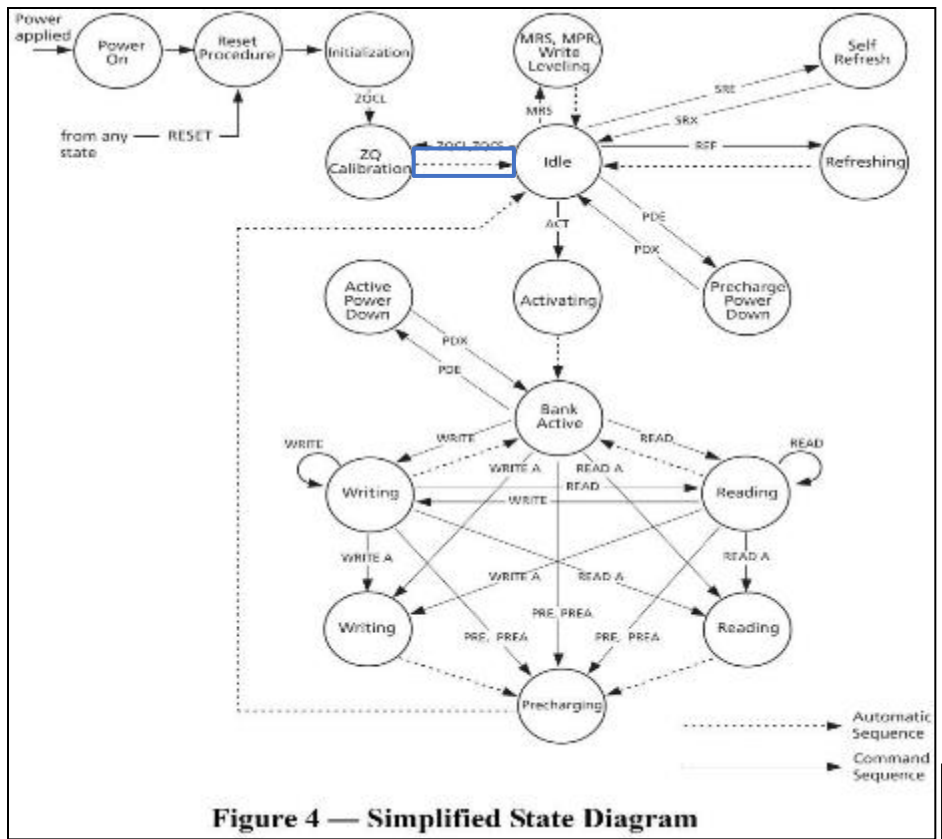 Power
applied
Power
On
Reset
Procedure
Initialization
MRS, MPR,
Write
Leveling
Self
Refresh
ZQCL
MRS
SRE
SRX
from any
state
RESET
ZQ
Calibration
ZQCL,ZQCS
Idle
REF
Refreshing
ACT
PDE
PDX
Active
Power
Down
Activating
Precharge
Power
Down
PDX
PDE
Bank
Active
WRITE
WRITE
READ
READ
WRITE A
READ A
Writing
READ
WRITE
Reading
WRITE A
READ A
WRITE A
READ A
Writing
PRE, PREA
PRE, PREA
PRE, PREA
Reading
Precharging
Automatic
Sequence
Command
Sequence
Figure 4 — Simplified State Diagram